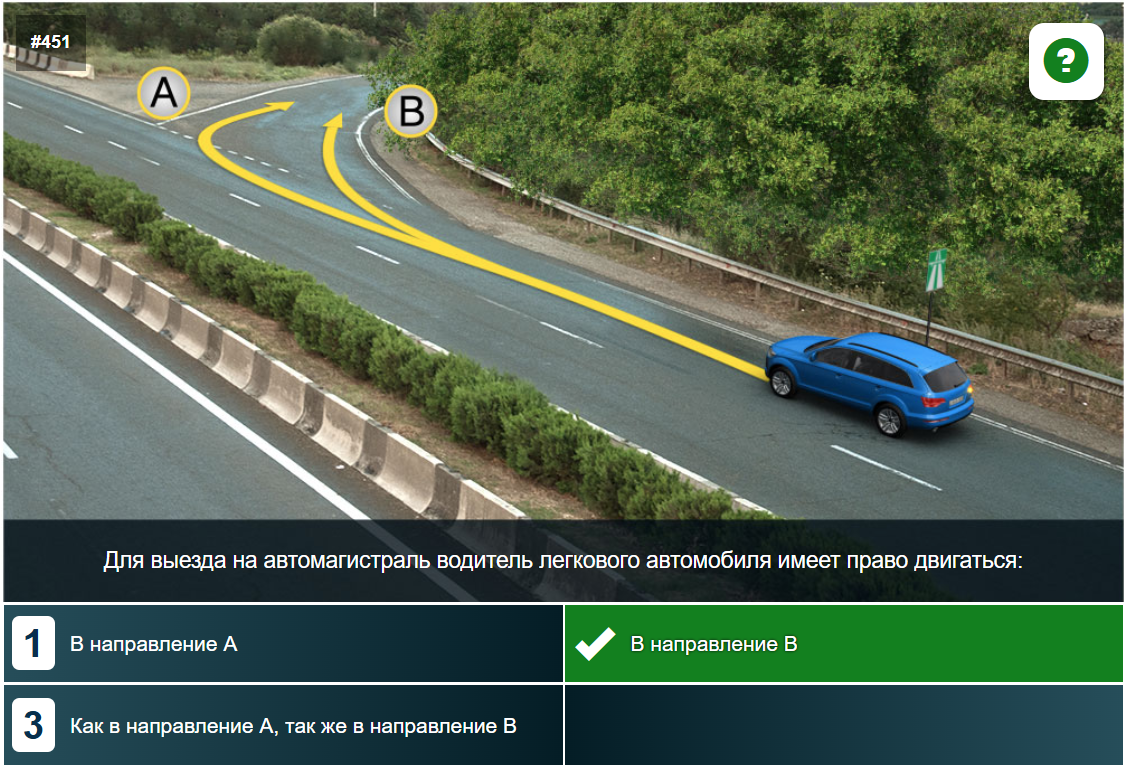 #451
?
A
B
Для выезда на автомагистраль водитель легкового автомобиля имеет право двигаться:
1 В направление A
В направление B
3 Как в направление A, так же в направление B